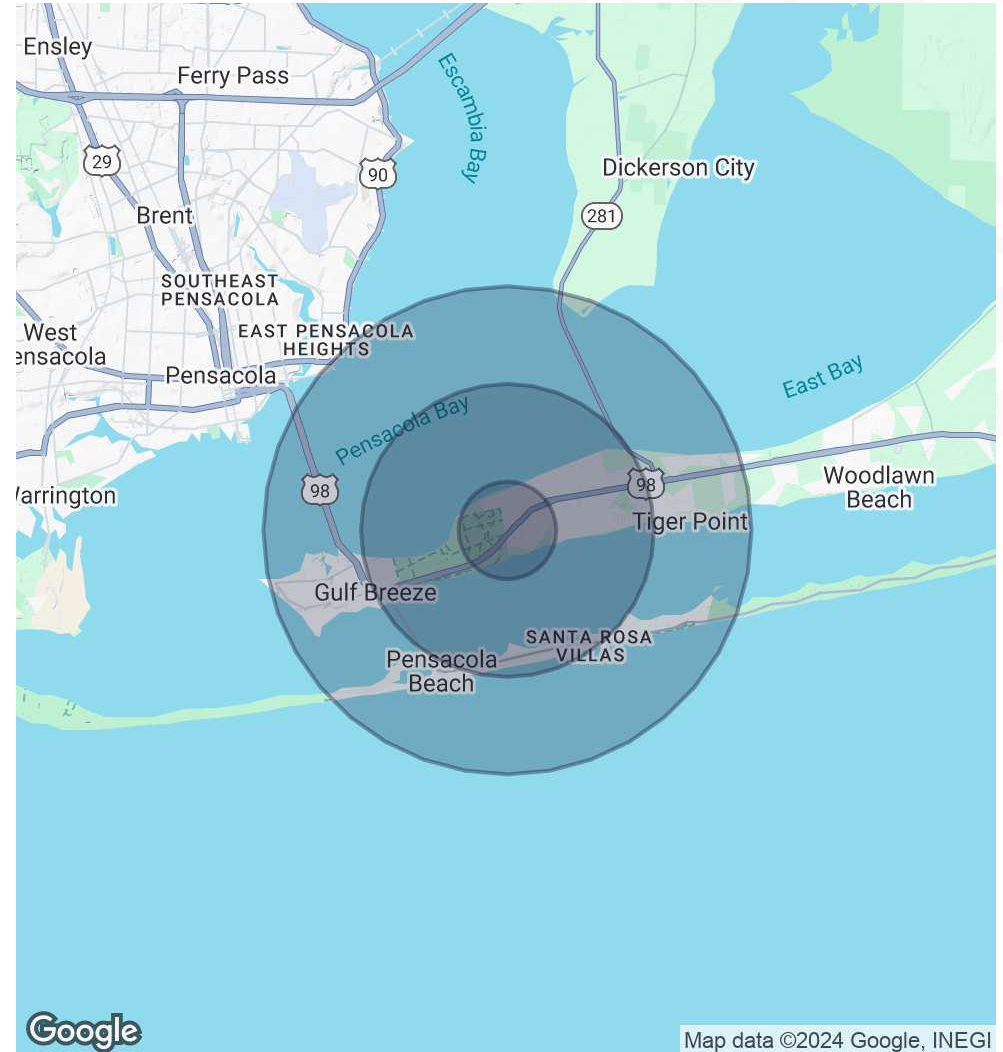 Ensley
Ferry Pass
Escambia Bay
29
90
Dickerson City
Brent
281
SOUTHEAST
PENSACOLA
EAST PENSACOLA
HEIGHTS
West
ensacola
Pensacola
East Bay
Pensacola Bay
98
98
Woodlawn
Beach
Warrington
Tiger Point
Gulf Breeze
SANTA ROSA
VILLAS
Pensacola
Beach
Google
Map data ©2024 Google, INEGI